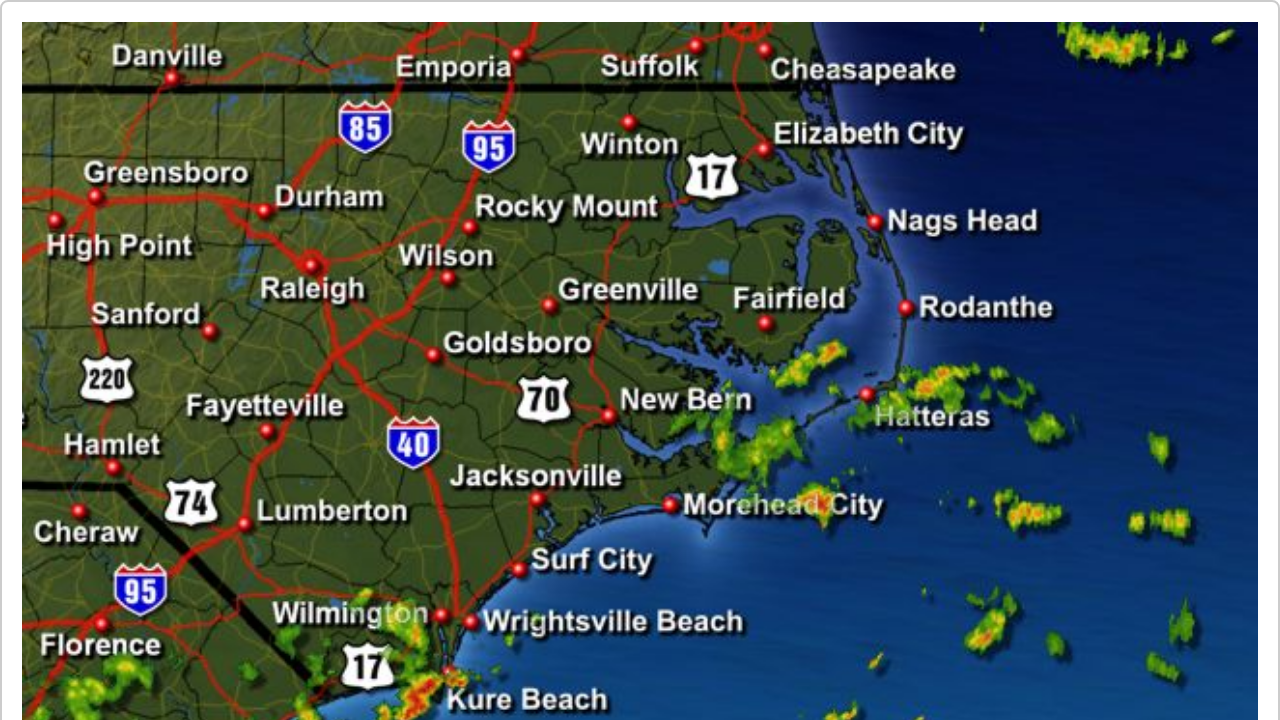 Danville
Emporia
Suffolk
Cheasapeake
85
95
Winton
Elizabeth City
17
Greensboro
Durham
Rocky Mount
Nags Head
High Point
Wilson
Raleigh
Greenville
Fairfield
Rodanthe
Sanford
Goldsboro
220
70
New Bern
Fayetteville
Hatteras
40
Hamlet
Jacksonville
74
Morehead City
Lumberton
Cheraw
Surf City
95
Wilmington
Wrightsville Beach
Florence
17
Kure Beach